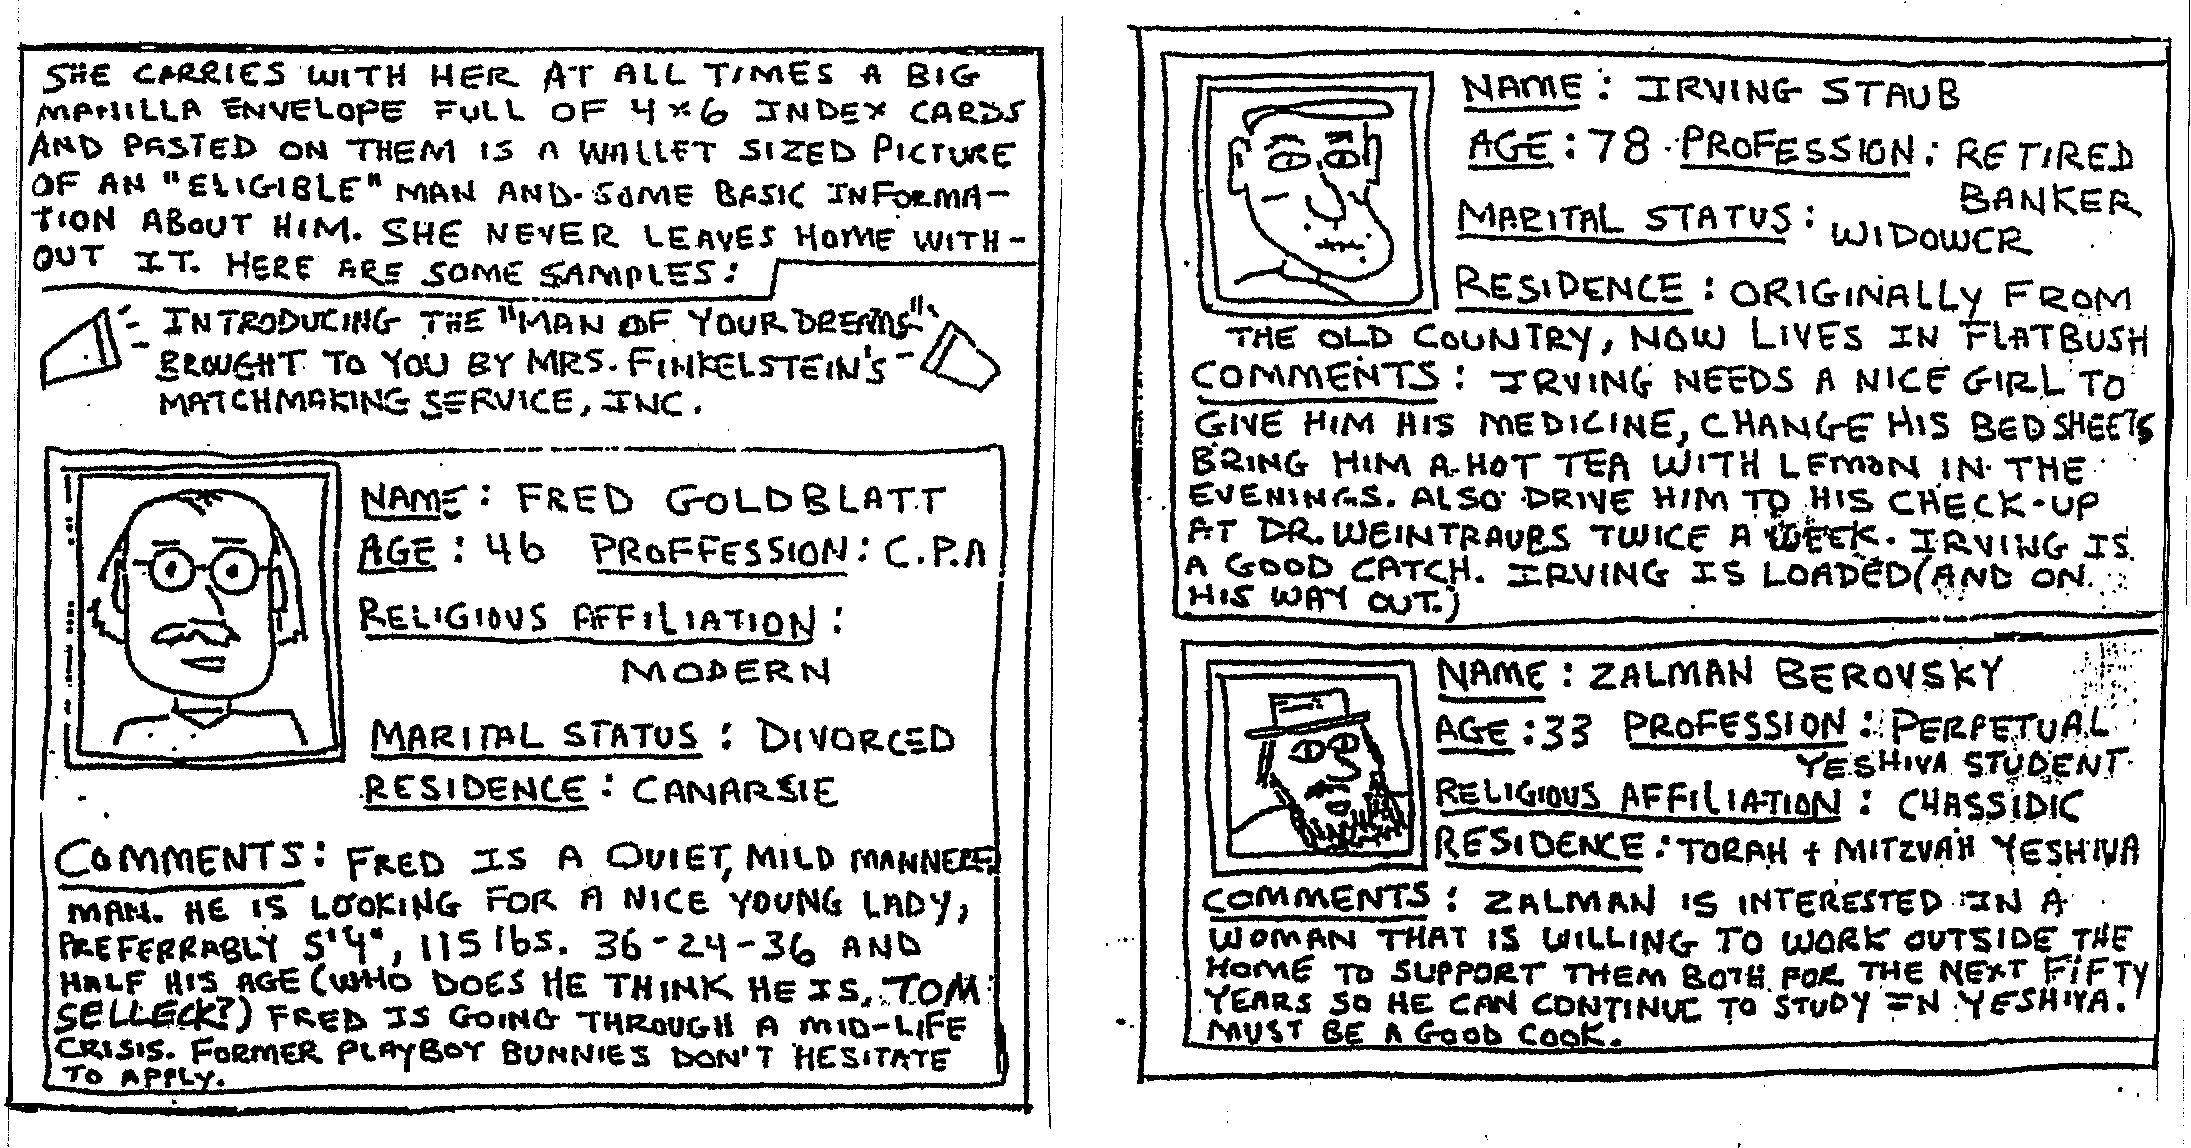 SHE CARRIES WITH HER AT ALL TIMES A BIG
MANILLA ENVELOPE FULL OF 4 x 6 INDEX CARDS
AND PASTED ON THEM IS A WALLET SIZED PICTURE
OF AN "ELIGIBLE" MAN AND SOME BASIC INFORMA-
TION ABOUT HIM. SHE NEVER LEAVES HOME WITH-
OUT IT. HERE ARE SOME SAMPLES:
INTRODUCING THE "MAN OF YOUR DREAMS"
BROUGHT TO YOU BY MRS. FINKELSTEIN'S
MATCHMAKING SERVICE, INC.
NAME: FRED GOLDBLATT
AGE: 46 PROFFESSION: C.P.A
RELIGIOUS AFFILIATION:
MODERN
MARITAL STATUS: DIVORCED
RESIDENCE: CANARSIE
COMMENTS: FRED IS A QUIET, MILD MANNERED
MAN. HE IS LOOKING FOR A NICE YOUNG LADY,
PREFERRABLY 5'4", 115 lbs. 36-24-36 AND
HALF HIS AGE (WHO DOES HE THINK HE IS, TOM
SELLECK?) FRED IS GOING THROUGH A MID-LIFE
CRISIS. FORMER PLAYBOY BUNNIES DON'T HESITATE
TO APPLY.
NAME: IRVING STAUB
AGE: 78 PROFESSION: RETIRED
BANKER
MARITAL STATUS: WIDOWER
RESIDENCE: ORIGINALLY FROM
THE OLD COUNTRY, NOW LIVES IN FLATBUSH
COMMENTS: IRVING NEEDS A NICE GIRL TO
GIVE HIM HIS MEDICINE, CHANGE HIS BEDSHEETS
BRING HIM A HOT TEA WITH LEMON IN THE
EVENINGS. ALSO DRIVE HIM TO HIS CHECK-UP
AT DR. WEINTRAUBS TWICE A WEEK. IRVING IS
A GOOD CATCH. IRVING IS LOADED (AND ON
HIS WAY OUT.)
NAME: ZALMAN BEROVSKY
AGE: 33 PROFESSION: PERPETUAL
YESHIVA STUDENT
RELIGIOUS AFFILIATION: CHASSIDIC
RESIDENCE: TORAH + MITZVAH YESHIVA
COMMENTS: ZALMAN IS INTERESTED IN A
WOMAN THAT IS WILLING TO WORK OUTSIDE THE
HOME TO SUPPORT THEM BOTH FOR THE NEXT FIFTY
YEARS SO HE CAN CONTINUE TO STUDY IN YESHIVA.
MUST BE A GOOD COOK.